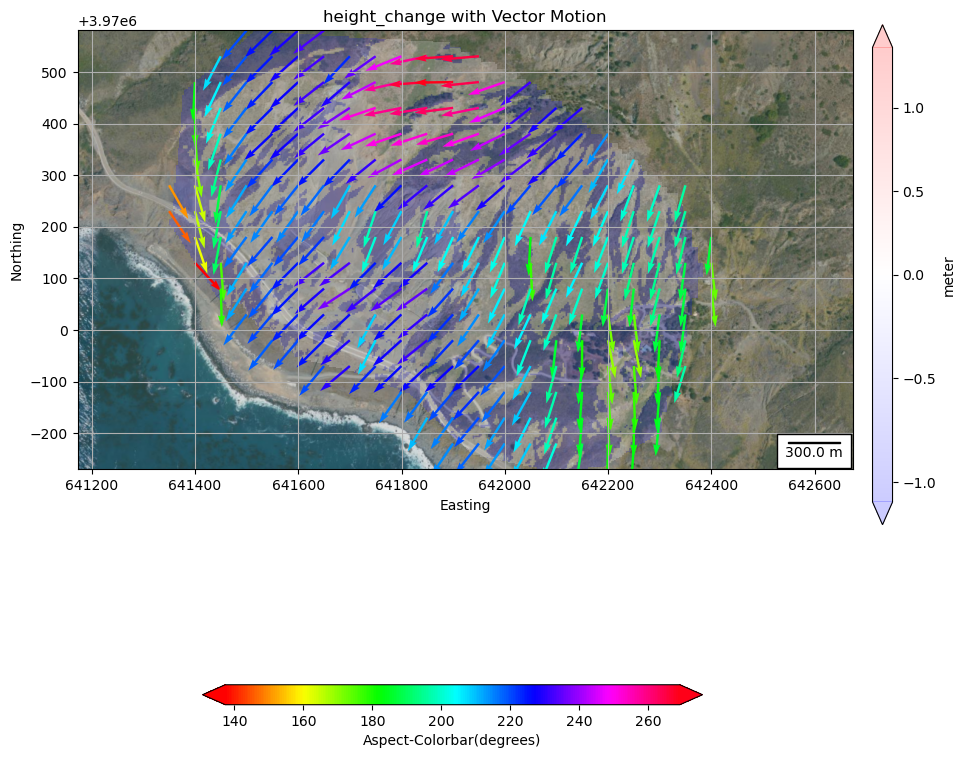 height_change with Vector Motion
+3.97e6
500
400
300
200
100
0
−100
−200
Northing
641200 641400 641600 641800 642000 642200 642400 642600
Easting
300.0 m
1.0
0.5
0.0
−0.5
−1.0
meter
140 160 180 200 220 240 260
Aspect-Colorbar(degrees)